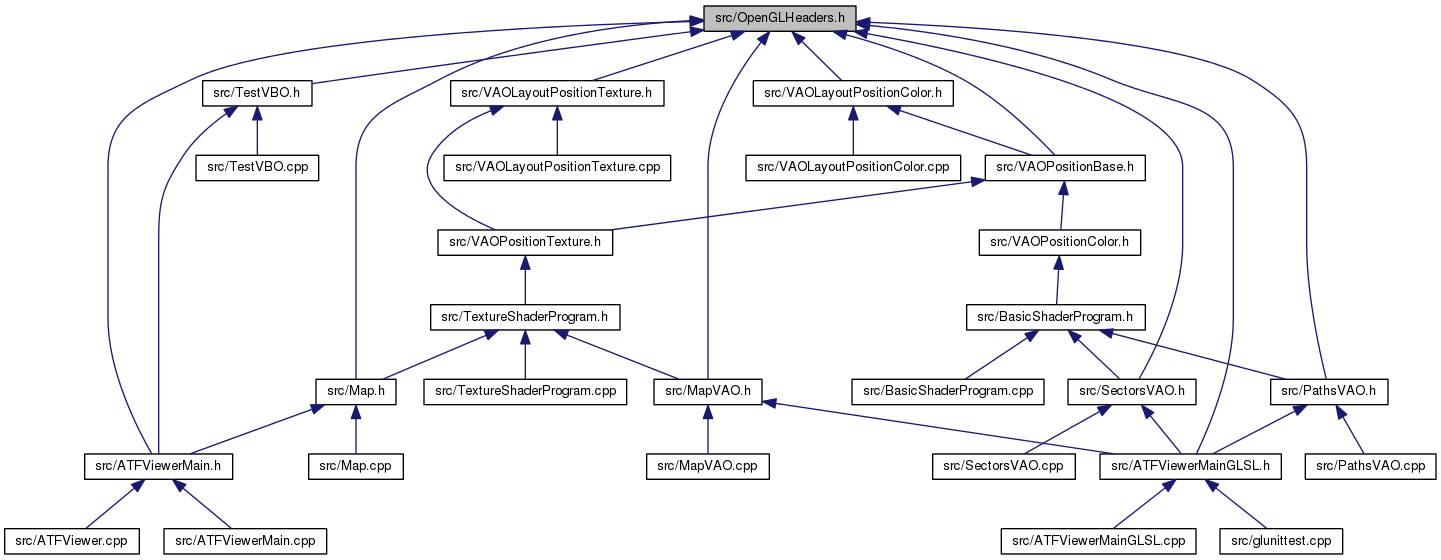 src/OpenGLHeaders.h
src/TestVBO.h
src/VAOLayoutPositionTexture.h
src/VAOLayoutPositionColor.h
src/TestVBO.cpp
src/VAOLayoutPositionTexture.cpp
src/VAOLayoutPositionColor.cpp
src/VAOPositionBase.h
src/VAOPositionTexture.h
src/VAOPositionColor.h
src/TextureShaderProgram.h
src/BasicShaderProgram.h
src/Map.h
src/TextureShaderProgram.cpp
src/MapVAO.h
src/BasicShaderProgram.cpp
src/SectorsVAO.h
src/PathsVAO.h
src/ATFViewerMain.h
src/Map.cpp
src/MapVAO.cpp
src/SectorsVAO.cpp
src/ATFViewerMainGLSL.h
src/PathsVAO.cpp
src/ATFViewer.cpp
src/ATFViewerMain.cpp
src/ATFViewerMainGLSL.cpp
src/glunittest.cpp